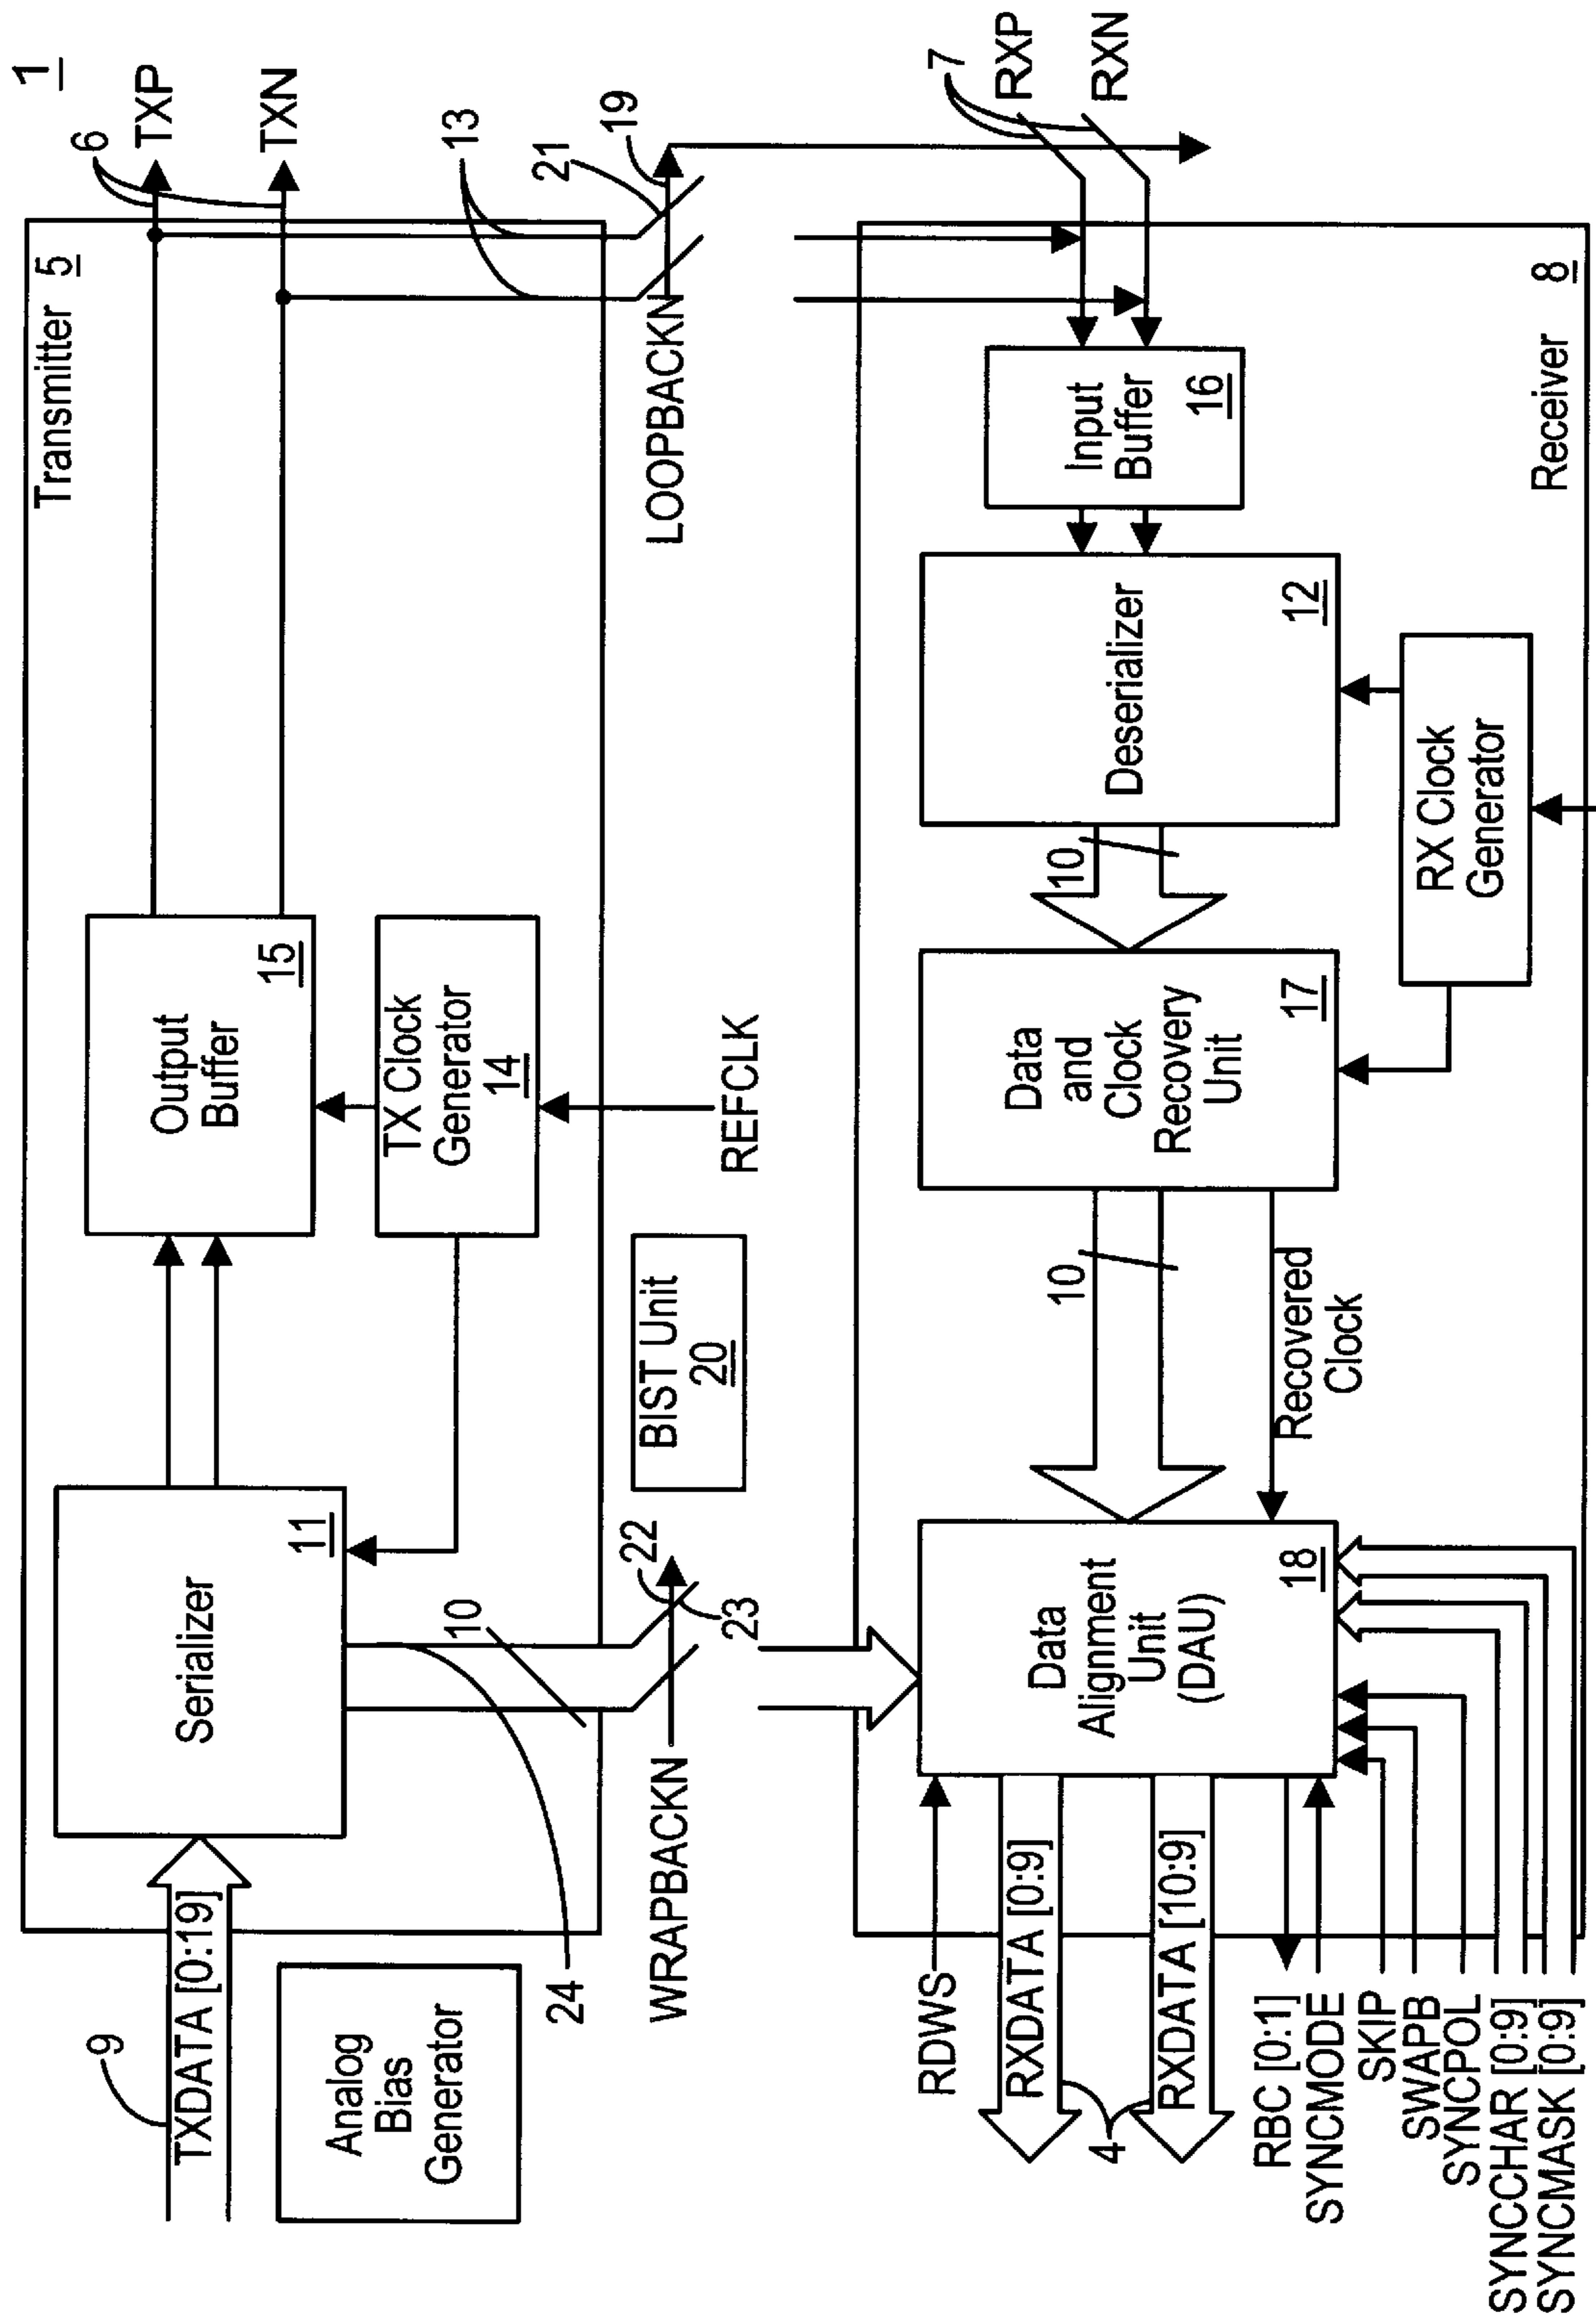 1
Transmitter 5
6
TXP
TXN
9
TXDATA [0:19]
Serializer
11
Output
Buffer
15
TX Clock
Generator
14
REFCLK
13
21
19
LOOPBACKN
Analog
Bias
Generator
24
10
22
23
WRAPBACKN
BIST Unit
20
7
RXP
RXN
Receiver 8
Input
Buffer
16
Deserializer
12
10
Data
and
Clock
Recovery
Unit
17
RX Clock
Generator
10
Recovered
Clock
Data
Alignment
Unit
(DAU)
18
RDWS
RXDATA [0:9]
RXDATA [10:9]
4
RBC [0:1]
SYNCMODE
SKIP
SWAPB
SYNCPOL
SYNCCHAR [0:9]
SYNCMASK [0:9]